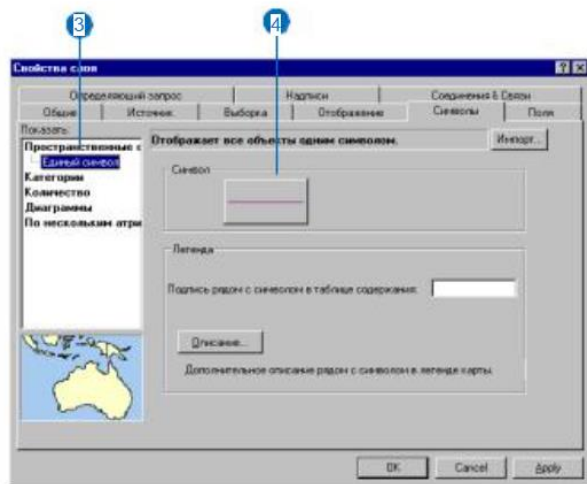 3 4
Свойства слоя
Определяющий запрос Надписи Соединения & Связи
Общие Источник Выборка Отображение Символы Поля
Показать:
Пространственные о
Единый символ
Категории
Количество
Диаграммы
По нескольким атри
Отображает все объекты одним символом.
Импорт...
Символ
Легенда
Подпись рядом с символом в таблице содержания:
Описание...
Дополнительное описание рядом с символом в легенде карты.
OK Cancel Apply